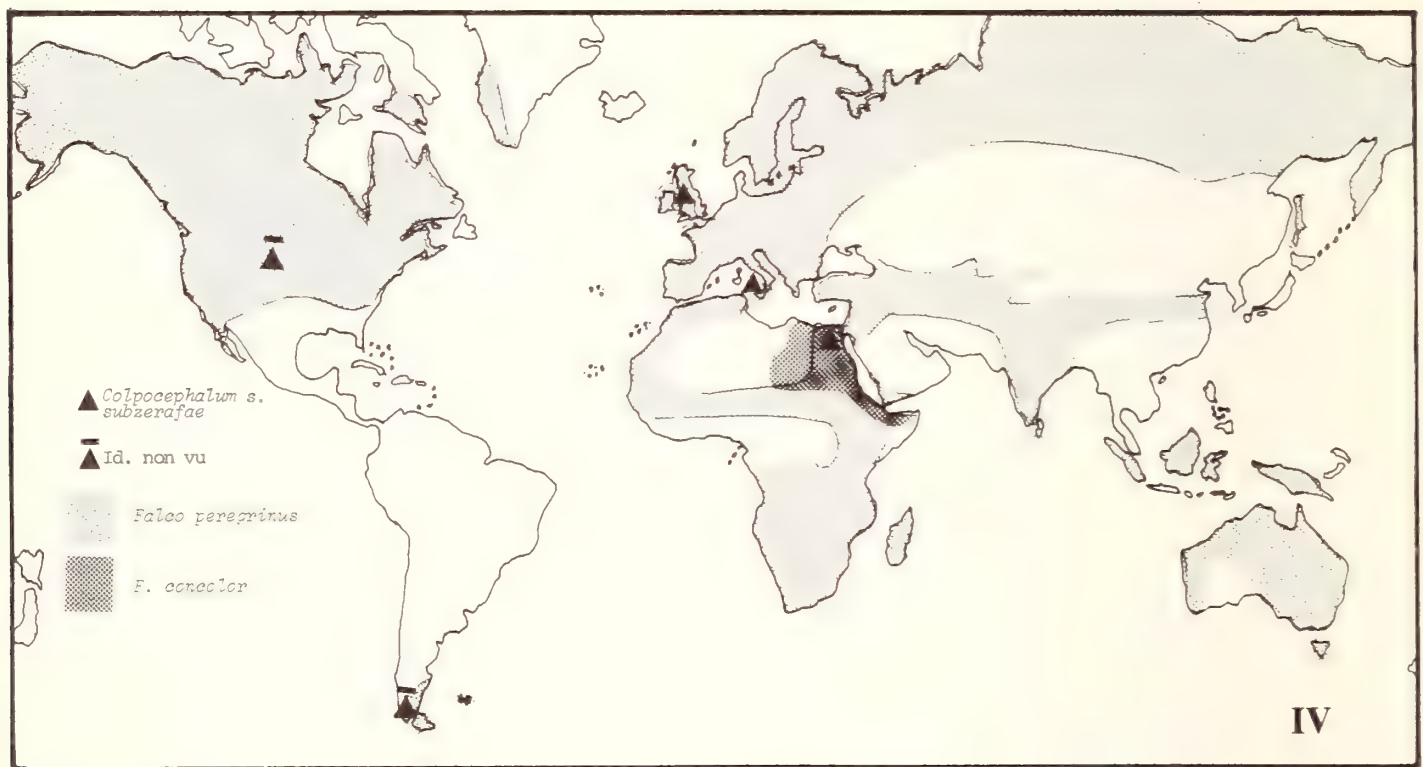 Colpocephalum s.
subzerafae
Id. non vu
Falco peregrinus
F. concolor
IV